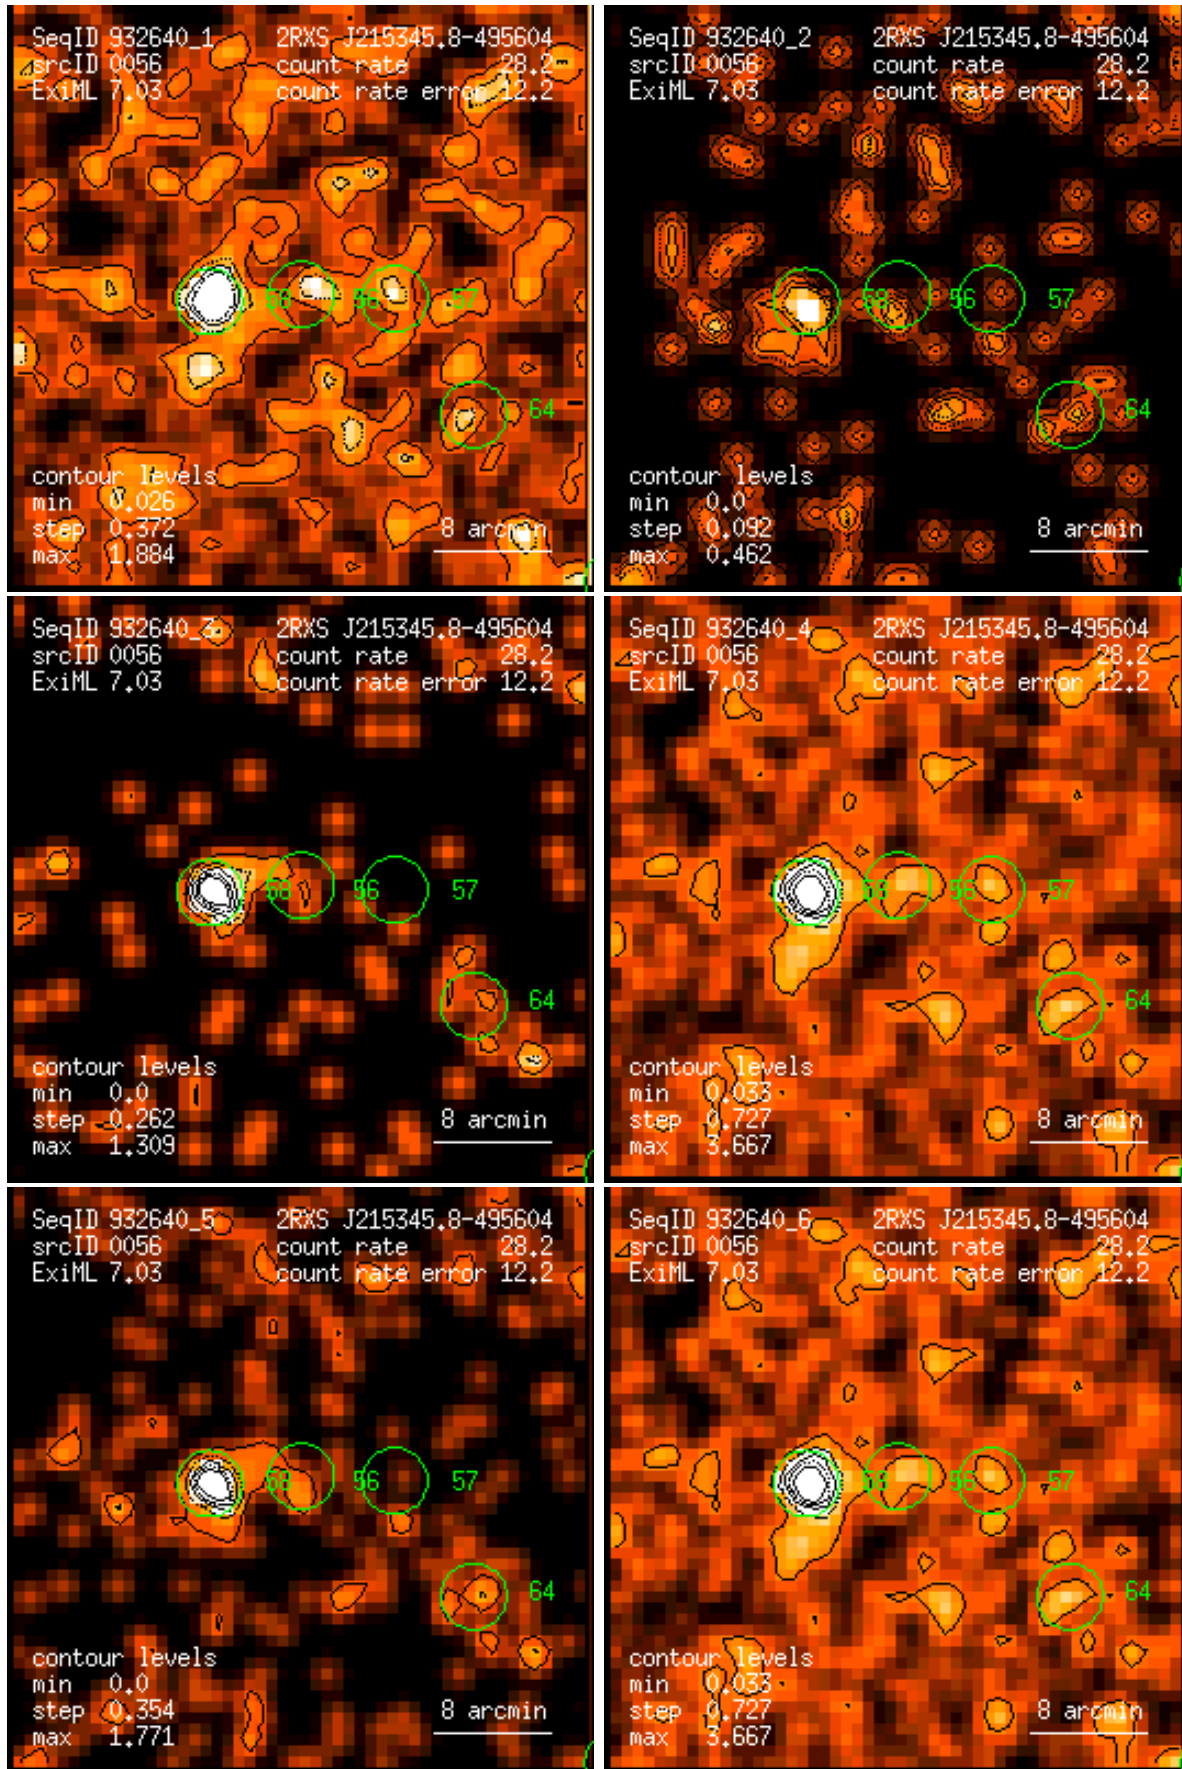 SeqID 932640_1 2RXS J215345.8-495604
srcID 0056 count rate 28.2
ExiML 7.03 count rate error 12.2
58 56 57
64
contour levels
min 0.026
step 0.372
max 1.884
8 arcmin
SeqID 932640_2 2RXS J215345.8-495604
srcID 0056 count rate 28.2
ExiML 7.03 count rate error 12.2
58 56 57
64
contour levels
min 0.0
step 0.092
max 0.462
8 arcmin
SeqID 932640_3 2RXS J215345.8-495604
srcID 0056 count rate 28.2
ExiML 7.03 count rate error 12.2
58 56 57
64
contour levels
min 0.0
step 0.262
max 1.309
8 arcmin
SeqID 932640_4 2RXS J215345.8-495604
srcID 0056 count rate 28.2
ExiML 7.03 count rate error 12.2
58 56 57
64
contour levels
min 0.033
step 0.727
max 3.667
8 arcmin
SeqID 932640_5 2RXS J215345.8-495604
srcID 0056 count rate 28.2
ExiML 7.03 count rate error 12.2
58 56 57
64
contour levels
min 0.0
step 0.354
max 1.771
8 arcmin
SeqID 932640_6 2RXS J215345.8-495604
srcID 0056 count rate 28.2
ExiML 7.03 count rate error 12.2
58 56 57
64
contour levels
min 0.033
step 0.727
max 3.667
8 arcmin